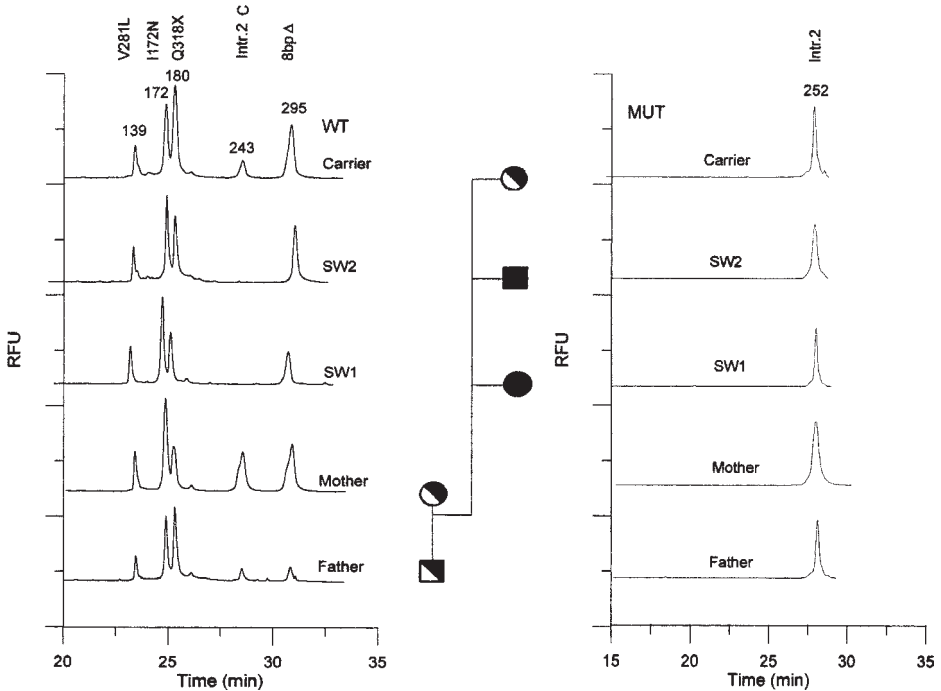 V281L
I172N
Q318X
Intr.2 C
8bp Δ
Intr.2
139
172
180
243
295
252
WT
MUT
Carrier
SW2
SW1
Mother
Father
Carrier
SW2
SW1
Mother
Father
RFU
RFU
20 25 30 35
15 20 25 30 35
Time (min)
Time (min)